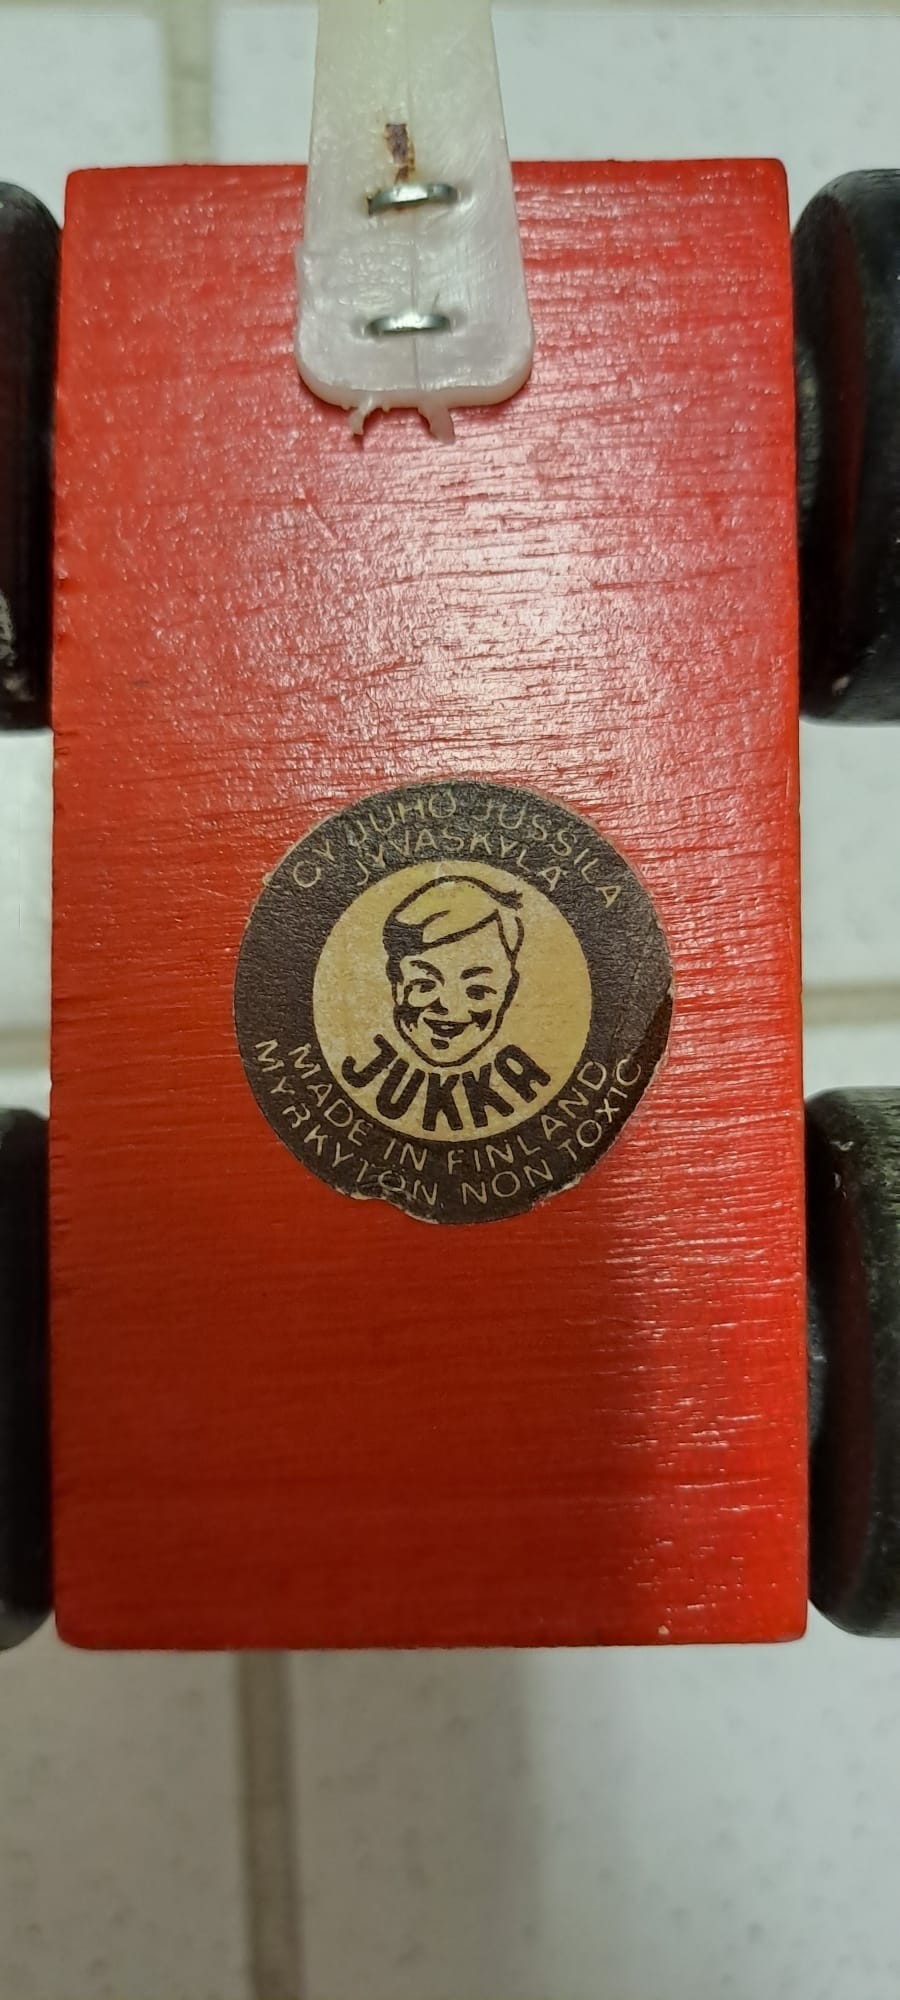 OY JUHO JUSSILA
JYVÄSKYLÄ
JUKKA
MADE IN FINLAND
MYRKYTÖN NON TOXIC